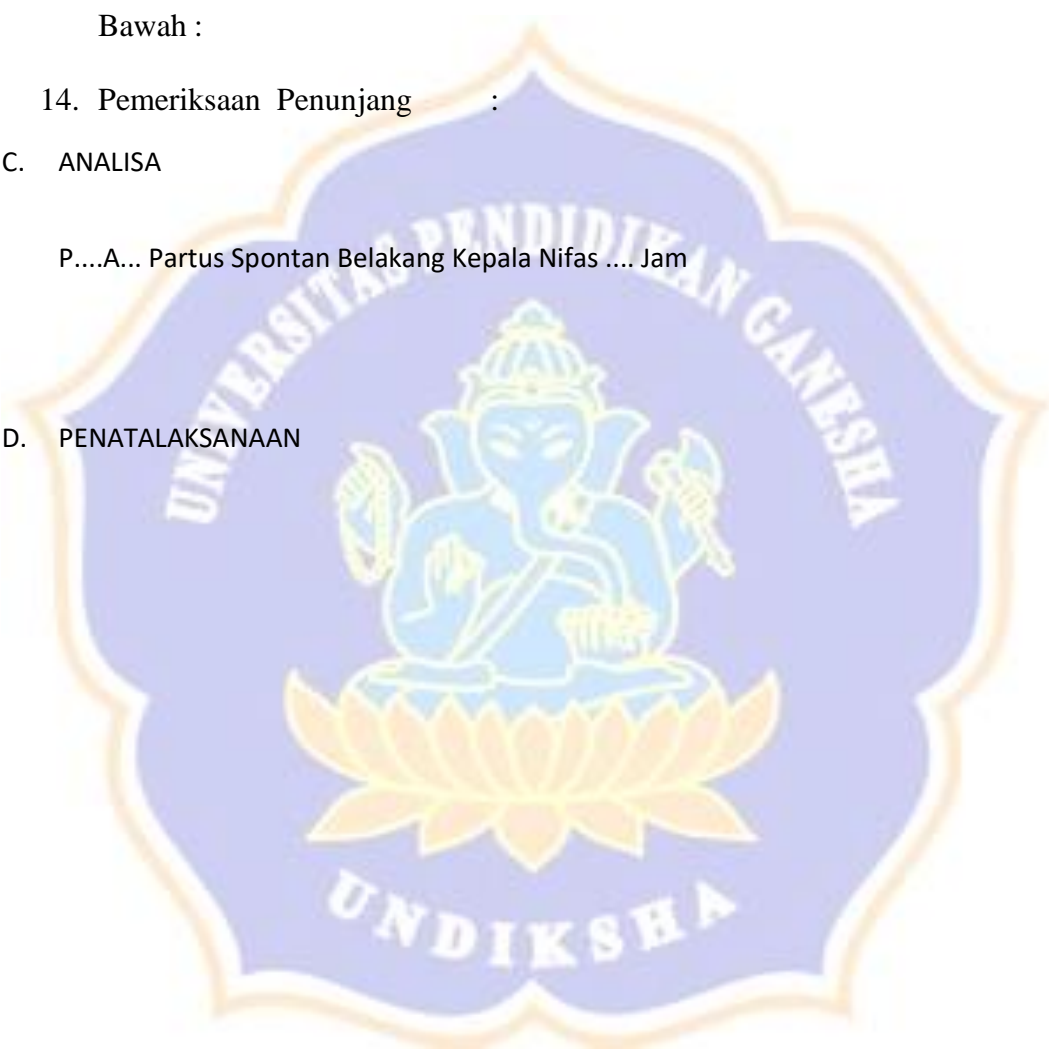 Bawah :
14. Pemeriksaan Penunjang :
C. ANALISA
P....A... Partus Spontan Belakang Kepala Nifas .... Jam
D. PENATALAKSANAAN
UNIVERSITAS PENDIDIKAN GANESHA
UNDIKSHA